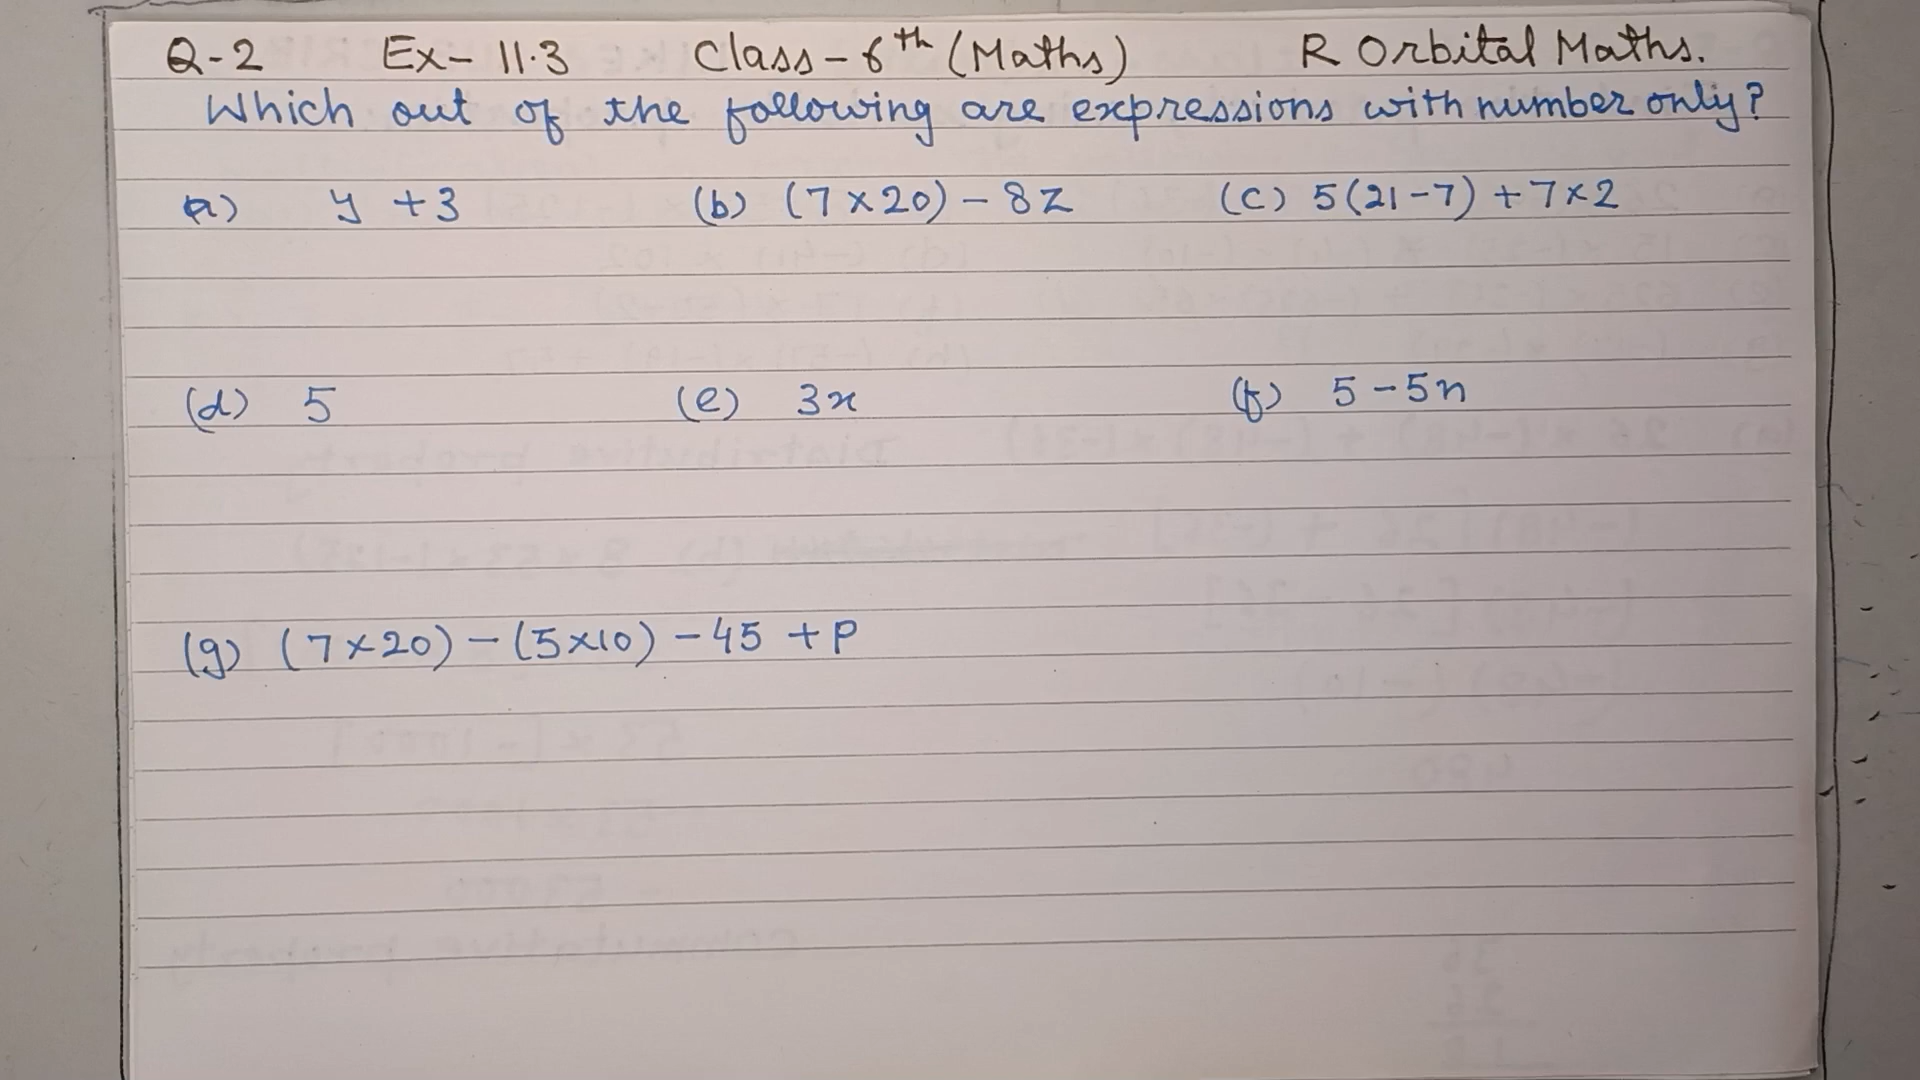 Q-2 Ex- 11.3 Class-6th (Maths) R Orbital Maths.
Which out of the following are expressions with number only?
a) y +3 (b) (7×20) - 8z (c) 5(21-7) +7×2
(d) 5 (e) 3x (f) 5-5n
(g) (7×20) - (5×10) - 45 + p